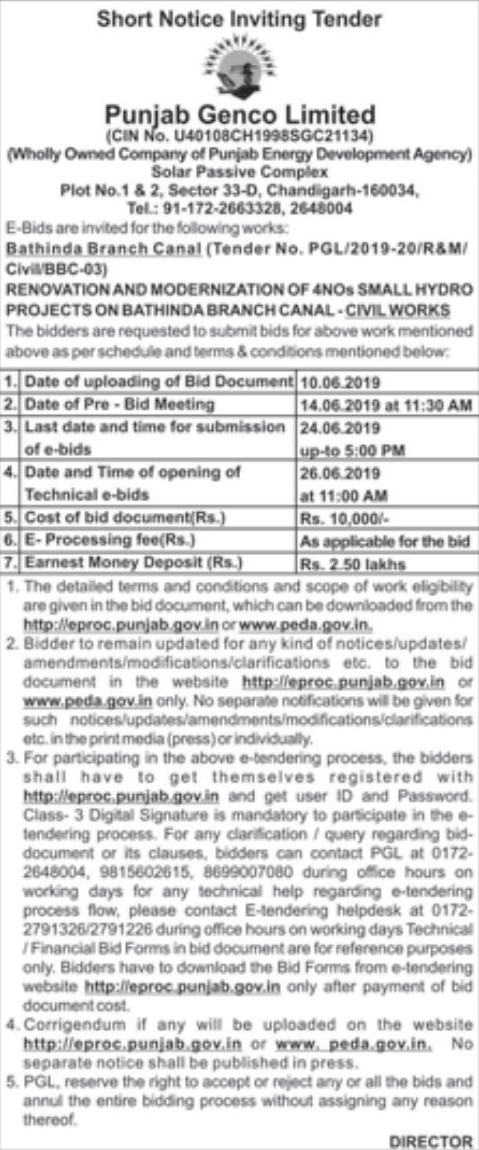 Short Notice Inviting Tender
Punjab Genco Limited
(CIN No. U40108CH1998SGC21134)
(Wholly Owned Company of Punjab Energy Development Agency)
Solar Passive Complex
Plot No.1 & 2, Sector 33-D, Chandigarh-160034,
Tel.: 91-172-2663328, 2648004
E-Bids are invited for the following works:
Bathinda Branch Canal (Tender No. PGL/2019-20/R&M/
Civil/BBC-03)
RENOVATION AND MODERNIZATION OF 4NOs SMALL HYDRO
PROJECTS ON BATHINDA BRANCH CANAL - CIVIL WORKS
The bidders are requested to submit bids for above work mentioned
above as per schedule and terms & conditions mentioned below:
1. Date of uploading of Bid Document 10.06.2019
2. Date of Pre - Bid Meeting 14.06.2019 at 11:30 AM
3. Last date and time for submission 24.06.2019
of e-bids up-to 5:00 PM
4. Date and Time of opening of 26.06.2019
Technical e-bids at 11:00 AM
5. Cost of bid document(Rs.) Rs. 10,000/-
6. E- Processing fee(Rs.) As applicable for the bid
7. Earnest Money Deposit (Rs.) Rs. 2.50 lakhs
1. The detailed terms and conditions and scope of work eligibility
are given in the bid document, which can be downloaded from the
http://eproc.punjab.gov.in or www.peda.gov.in.
2. Bidder to remain updated for any kind of notices/updates/
amendments/modifications/clarifications etc. to the bid
document in the website http://eproc.punjab.gov.in or
www.peda.gov.in only. No separate notifications will be given for
such notices/updates/amendments/modifications/clarifications
etc. in the print media (press) or individually.
3. For participating in the above e-tendering process, the bidders
shall have to get themselves registered with
http://eproc.punjab.gov.in and get user ID and Password.
Class- 3 Digital Signature is mandatory to participate in the e-
tendering process. For any clarification / query regarding bid-
document or its clauses, bidders can contact PGL at 0172-
2648004, 9815602615, 8699007080 during office hours on
working days for any technical help regarding e-tendering
process flow, please contact E-tendering helpdesk at 0172-
2791326/2791226 during office hours on working days Technical
/ Financial Bid Forms in bid document are for reference purposes
only. Bidders have to download the Bid Forms from e-tendering
website http://eproc.punjab.gov.in only after payment of bid
document cost.
4. Corrigendum if any will be uploaded on the website
http://eproc.punjab.gov.in or www. peda.gov.in. No
separate notice shall be published in press.
5. PGL, reserve the right to accept or reject any or all the bids and
annul the entire bidding process without assigning any reason
thereof.
DIRECTOR